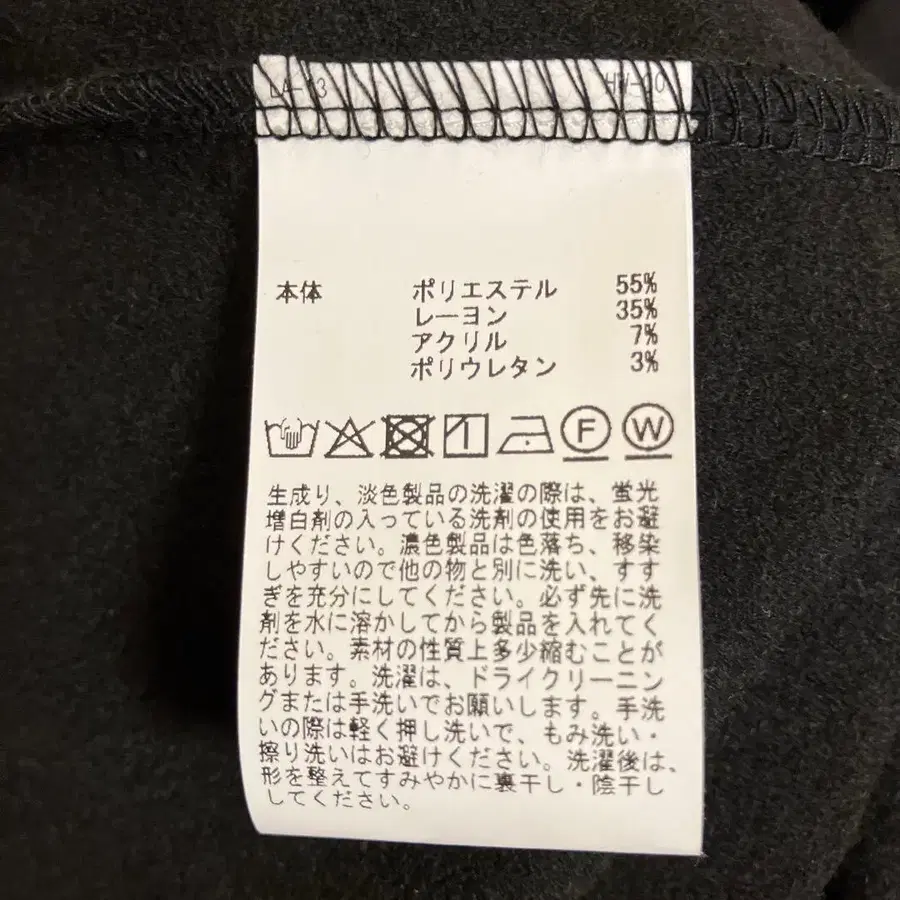 LA-13 HW-00
本体 ポリエステル 55%
レーヨン 35%
アクリル 7%
ポリウレタン 3%
F W
生成り、淡色製品の洗濯の際は、蛍光
増白剤の入っている洗剤の使用をお避
けください。濃色製品は色落ち、移染
しやすいので他の物と別に洗い、すす
ぎを充分にしてください。必ず先に洗
剤を水に溶かしてから製品を入れてく
ださい。素材の性質上多少縮むことが
あります。洗濯は、ドライクリーニン
グまたは手洗いでお願いします。手洗
いの際は軽く押し洗いで、もみ洗い・
擦り洗いはお避けください。洗濯後は、
形を整えてすみやかに裏干し・陰干し
してください。